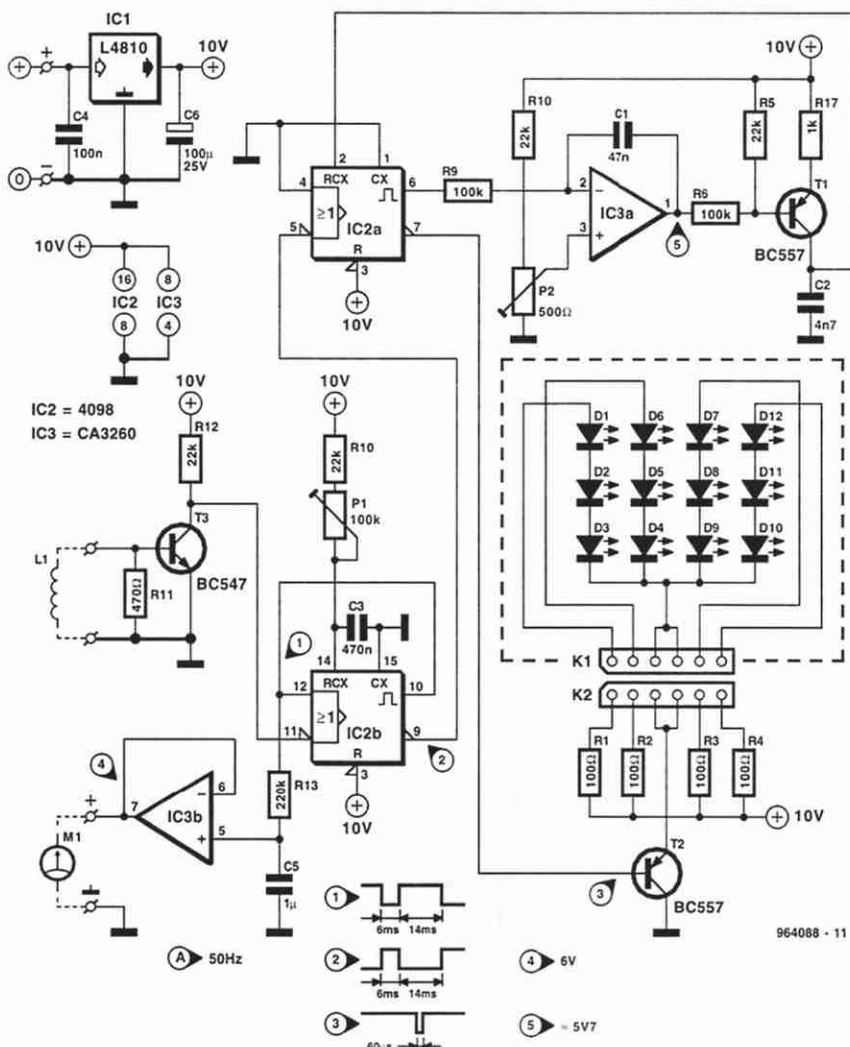 IC1
L4810
10V
+
0
−
C4
100n
C6
100µ
25V
10V
16
8
IC2
IC3
8
4
IC2 = 4098
IC3 = CA3260
2
1
RCX
CX
4
≥1
5
IC2a
6
7
R
3
10V
R9
100k
C1
47n
2
3
1
IC3a
5
R10
22k
P2
500Ω
10V
R5
22k
R17
1k
R6
100k
T1
BC557
C2
4n7
10V
R12
22k
T3
BC547
L1
R11
470Ω
10V
R10
22k
P1
100k
C3
470n
1
14
15
RCX
CX
12
≥1
11
IC2b
10
9
2
R
3
10V
R13
220k
C5
1µ
4
7
6
5
IC3b
M1
+
D1
D6
D7
D12
D2
D5
D8
D11
D3
D4
D9
D10
K1
K2
R1
100Ω
R2
100Ω
R3
100Ω
R4
100Ω
10V
T2
BC557
3
A 50Hz
1
6ms
14ms
2
6ms
14ms
3
60µs
4 6V
5 ≈ 5V7
964088 - 11